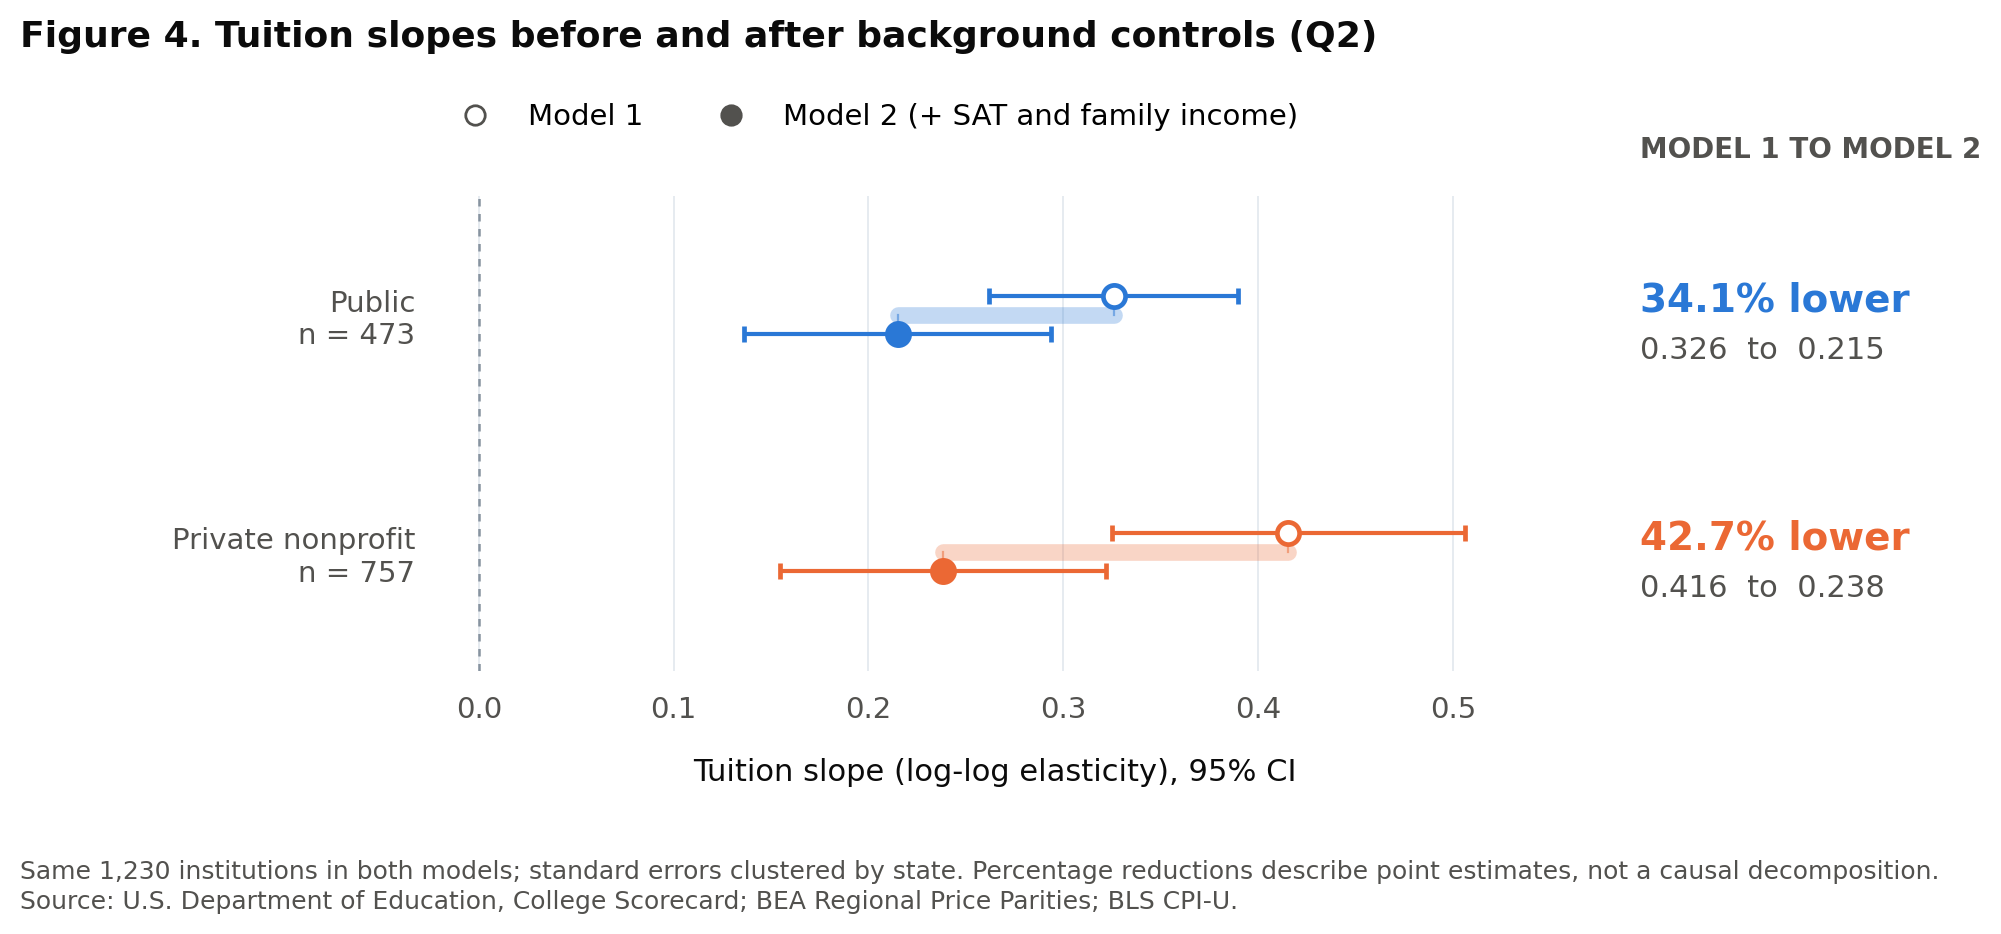 Figure 4. Tuition slopes before and after background controls (Q2)
Model 1
Model 2 (+ SAT and family income)
MODEL 1 TO MODEL 2
Public
n = 473
34.1% lower
0.326 to 0.215
Private nonprofit
n = 757
42.7% lower
0.416 to 0.238
0.0 0.1 0.2 0.3 0.4 0.5
Tuition slope (log-log elasticity), 95% CI
Same 1,230 institutions in both models; standard errors clustered by state. Percentage reductions describe point estimates, not a causal decomposition.
Source: U.S. Department of Education, College Scorecard; BEA Regional Price Parities; BLS CPI-U.